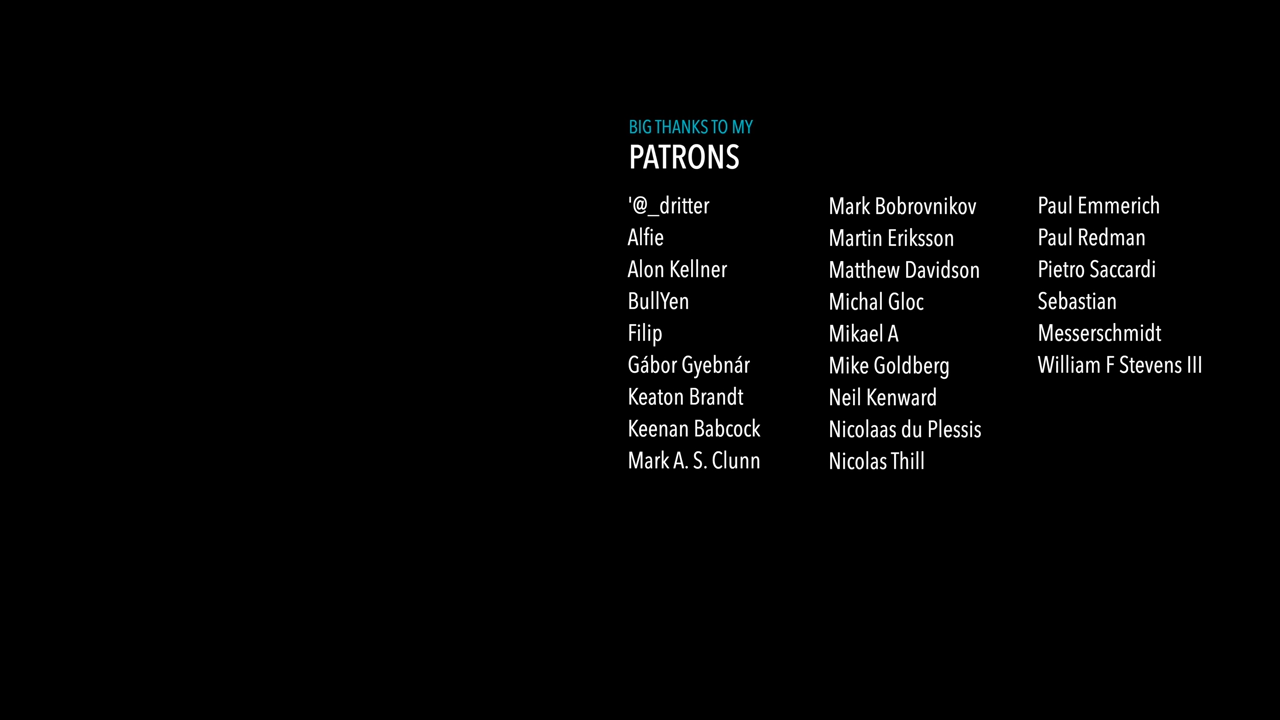 BIG THANKS TO MY
PATRONS
'@_dritter
Alfie
Alon Kellner
BullYen
Filip
Gábor Gyebnár
Keaton Brandt
Keenan Babcock
Mark A. S. Clunn
Mark Bobrovnikov
Martin Eriksson
Matthew Davidson
Michal Gloc
Mikael A
Mike Goldberg
Neil Kenward
Nicolaas du Plessis
Nicolas Thill
Paul Emmerich
Paul Redman
Pietro Saccardi
Sebastian
Messerschmidt
William F Stevens III